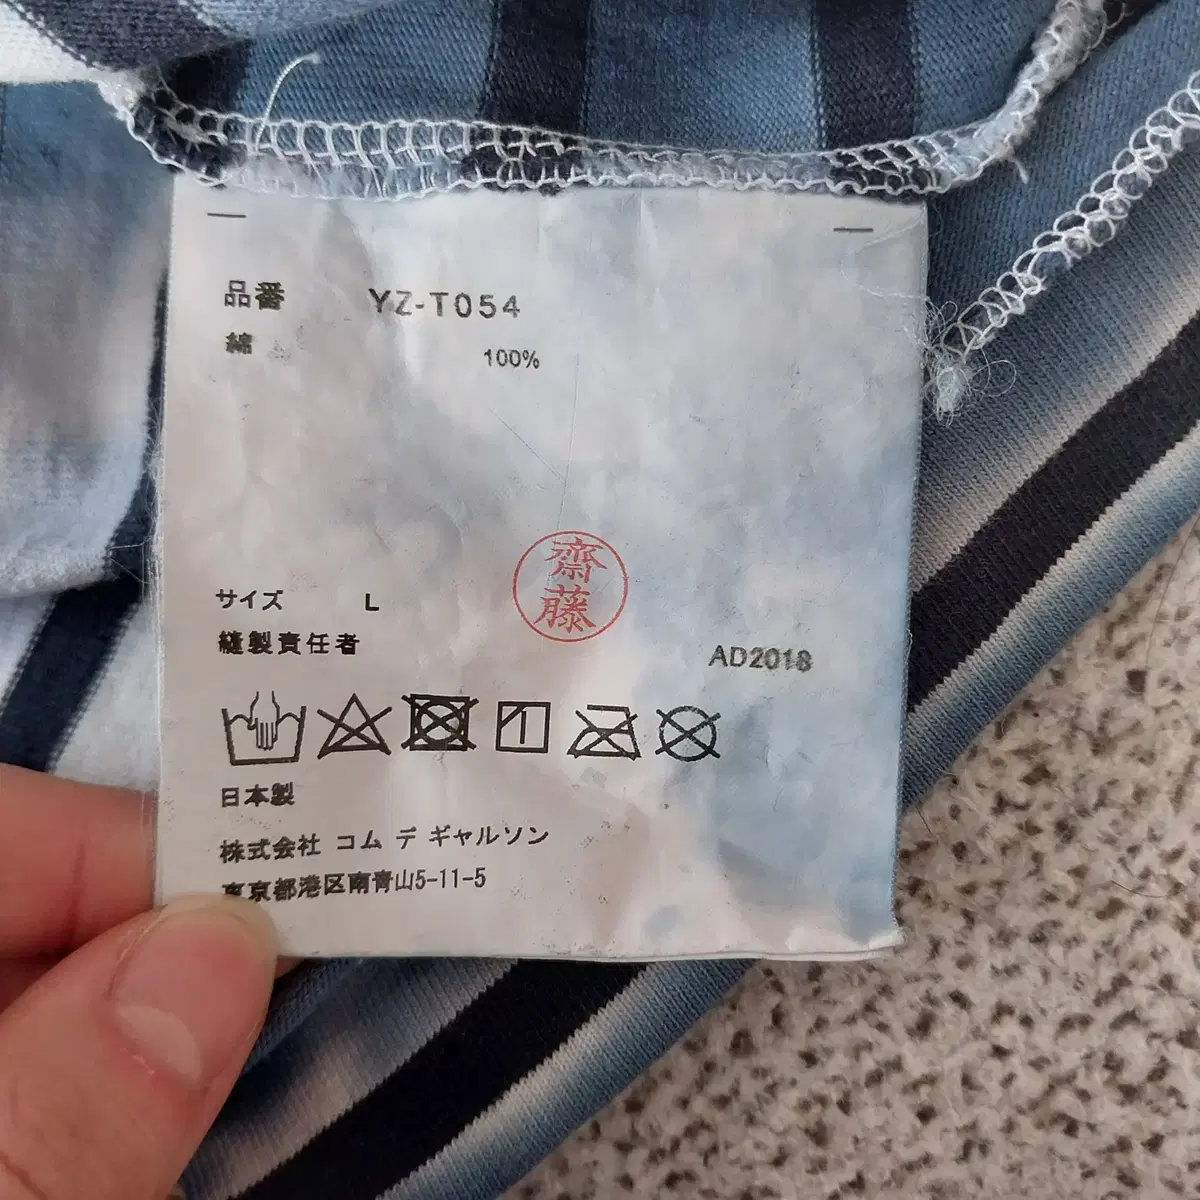 品番 YZ-T054
綿 100%
齋藤
サイズ L
縫製責任者
AD2018
日本製
株式会社 コム デ ギャルソン
東京都港区南青山5-11-5